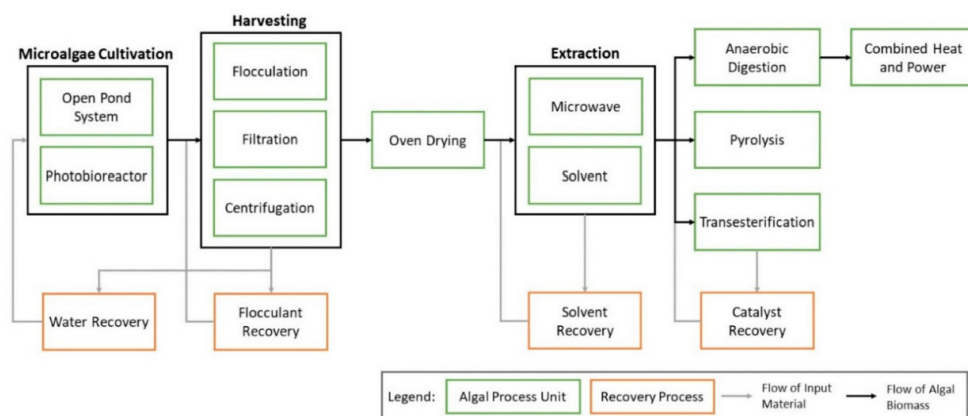 Microalgae Cultivation
Open Pond
System
Photobioreactor
Harvesting
Flocculation
Filtration
Centrifugation
Oven Drying
Extraction
Microwave
Solvent
Anaerobic
Digestion
Combined Heat
and Power
Pyrolysis
Transesterification
Water Recovery
Flocculant
Recovery
Solvent
Recovery
Catalyst
Recovery
Legend:
Algal Process Unit
Recovery Process
Flow of Input
Material
Flow of Algal
Biomass